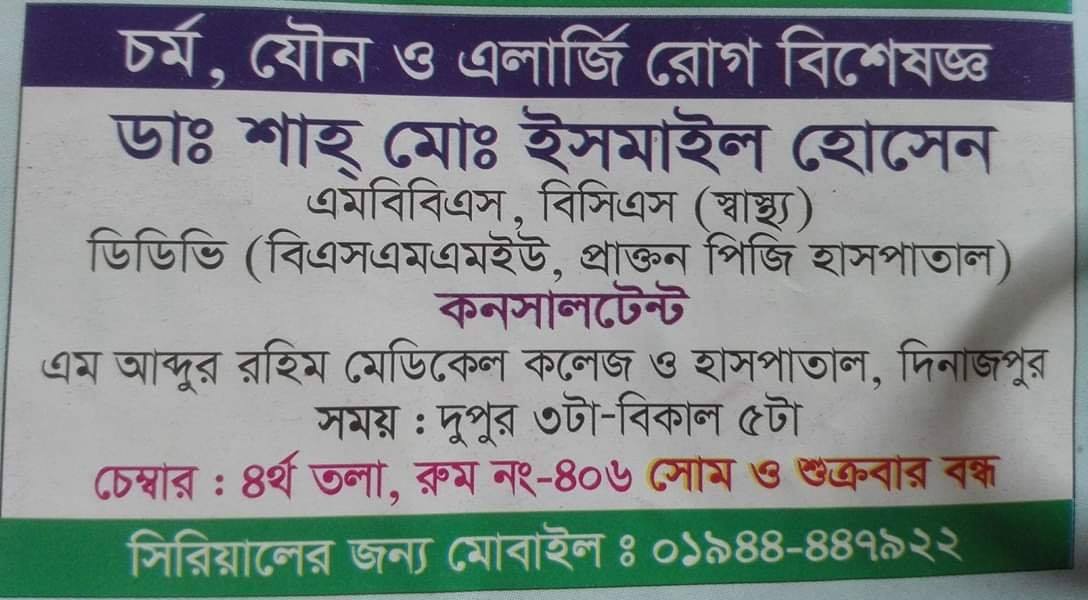 চর্ম, যৌন ও এলার্জি রোগ বিশেষজ্ঞ
ডাঃ শাহ্ মোঃ ইসমাইল হোসেন
এমবিবিএস, বিসিএস (স্বাস্থ্য)
ডিডিভি (বিএসএমএমইউ, প্রাক্তন পিজি হাসপাতাল)
কনসালটেন্ট
এম আব্দুর রহিম মেডিকেল কলেজ ও হাসপাতাল, দিনাজপুর
সময় : দুপুর ৩টা-বিকাল ৫টা
চেম্বার : ৪র্থ তলা, রুম নং-৪০৬ সোম ও শুক্রবার বন্ধ
সিরিয়ালের জন্য মোবাইল ঃ ০১৯৪৪-৪৪৭৯২২